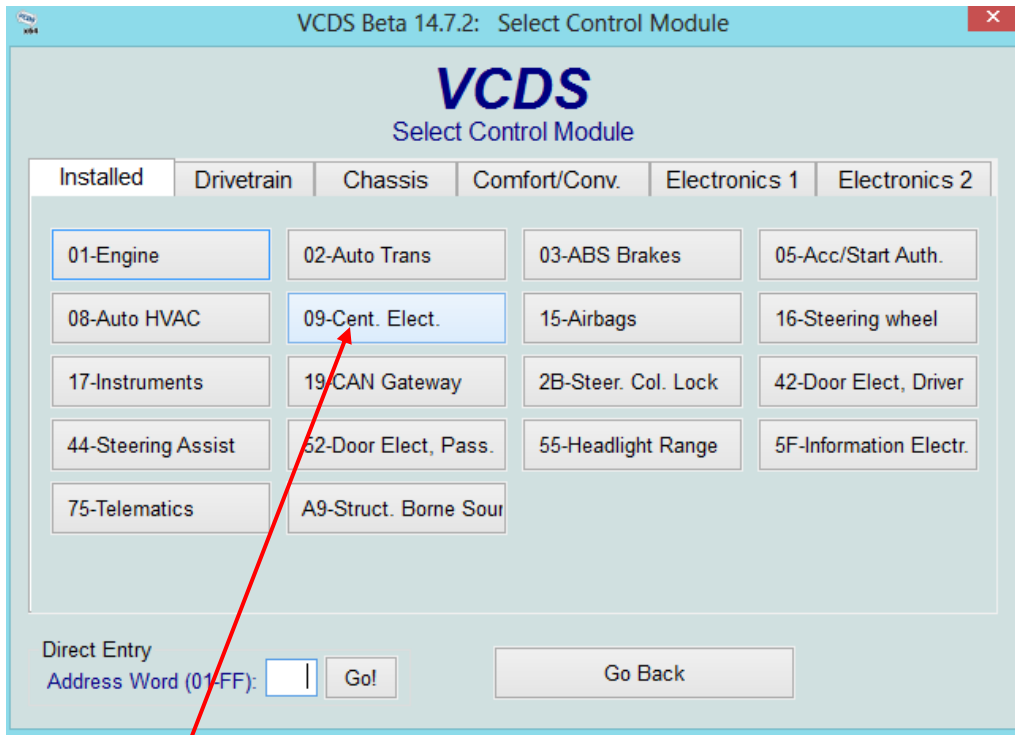 VCDS Beta 14.7.2: Select Control Module
x64
VCDS
Select Control Module
Installed Drivetrain Chassis Comfort/Conv. Electronics 1 Electronics 2
01-Engine 02-Auto Trans 03-ABS Brakes 05-Acc/Start Auth.
08-Auto HVAC 09-Cent. Elect. 15-Airbags 16-Steering wheel
17-Instruments 19-CAN Gateway 2B-Steer. Col. Lock 42-Door Elect, Driver
44-Steering Assist 52-Door Elect, Pass. 55-Headlight Range 5F-Information Electr.
75-Telematics A9-Struct. Borne Sour
Direct Entry
Address Word (01-FF): Go! Go Back